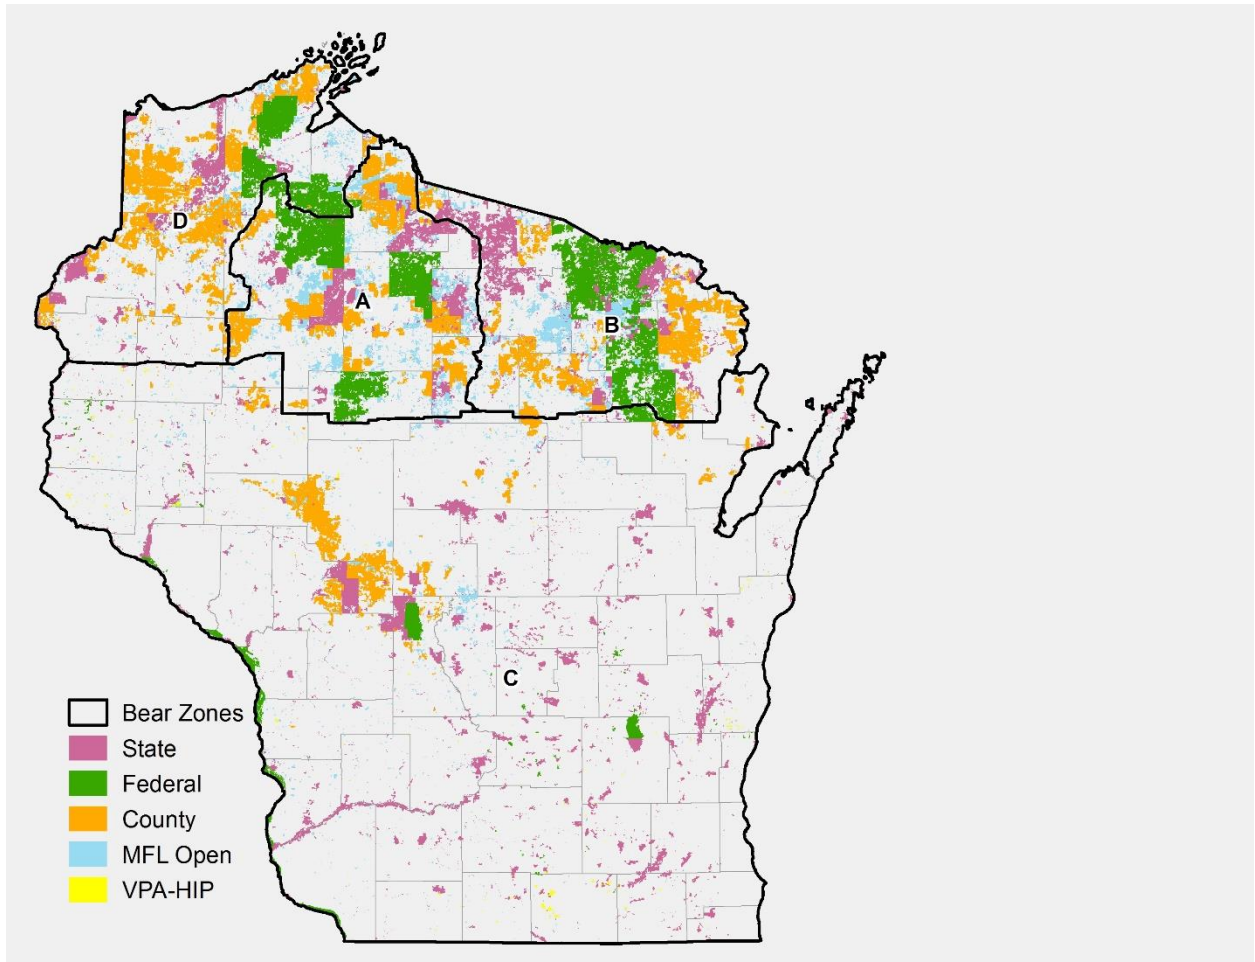 D
A
B
C
Bear Zones
State
Federal
County
MFL Open
VPA-HIP